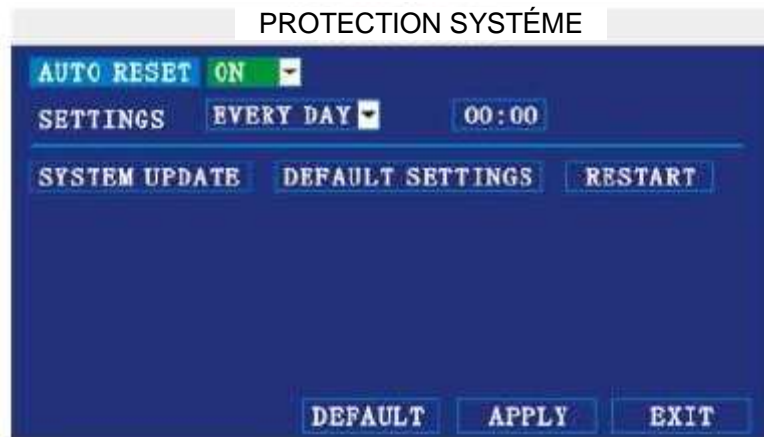 PROTECTION SYSTÉME
AUTO RESET ON
SETTINGS EVERY DAY 00:00
SYSTEM UPDATE DEFAULT SETTINGS RESTART
DEFAULT APPLY EXIT